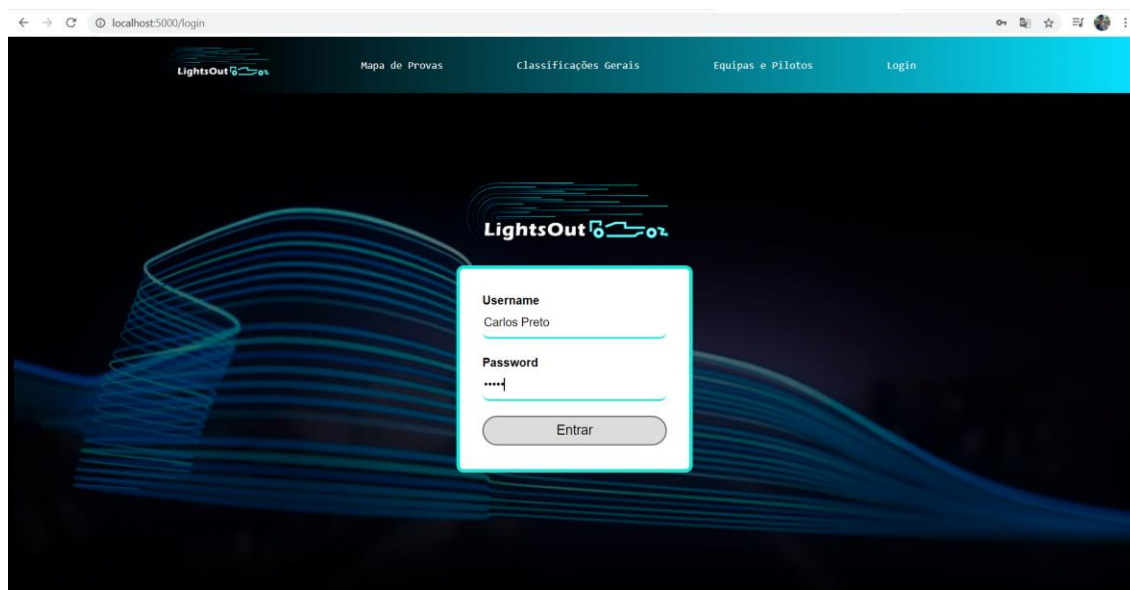 localhost:5000/login
LightsOut
Mapa de Provas
Classificações Gerais
Equipas e Pilotos
Login
LightsOut
Username
Carlos Preto
Password
•••••
Entrar